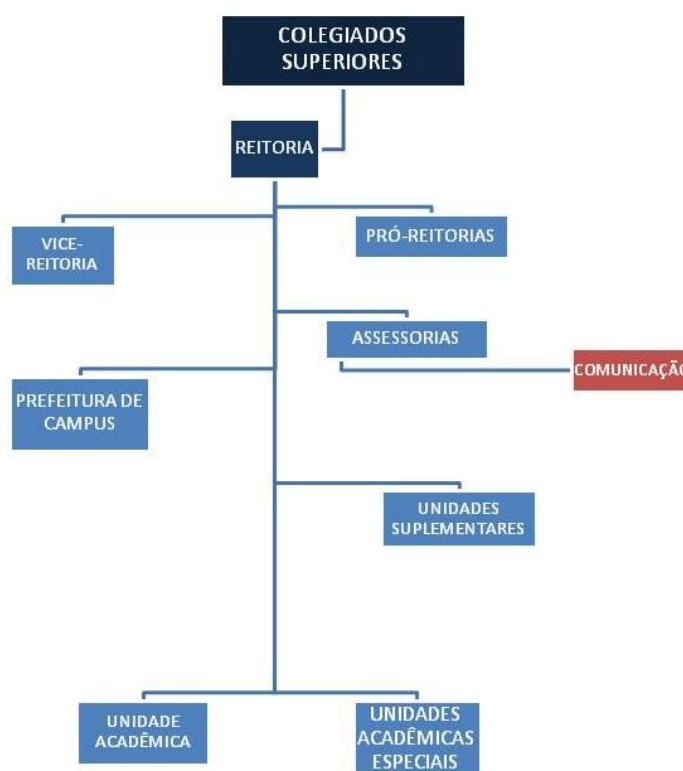 COLEGIADOS
SUPERIORES
REITORIA
VICE-
REITORIA
PRÓ-REITORIAS
ASSESSORIAS
COMUNICAÇÃO
PREFEITURA DE
CAMPUS
UNIDADES
SUPLEMENTARES
UNIDADE
ACADÊMICA
UNIDADES
ACADÊMICAS
ESPECIAIS